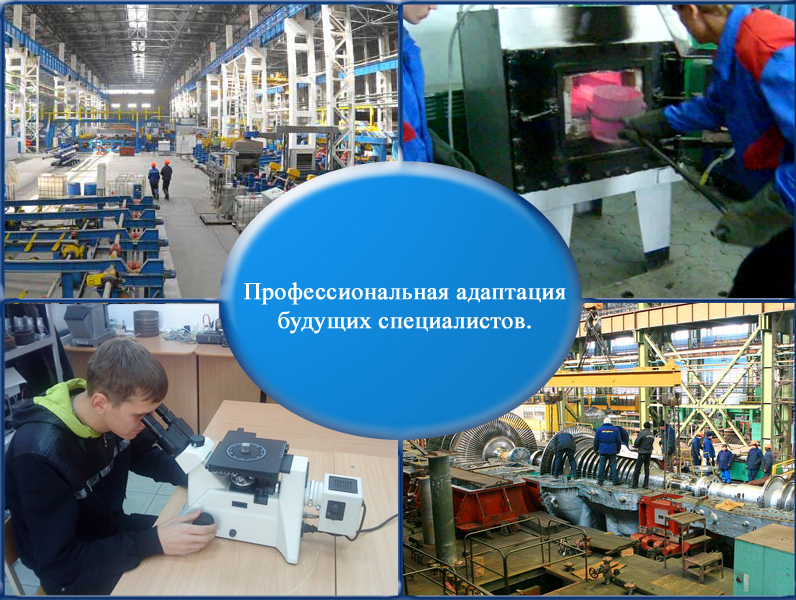 Профессиональная адаптация
будущих специалистов.